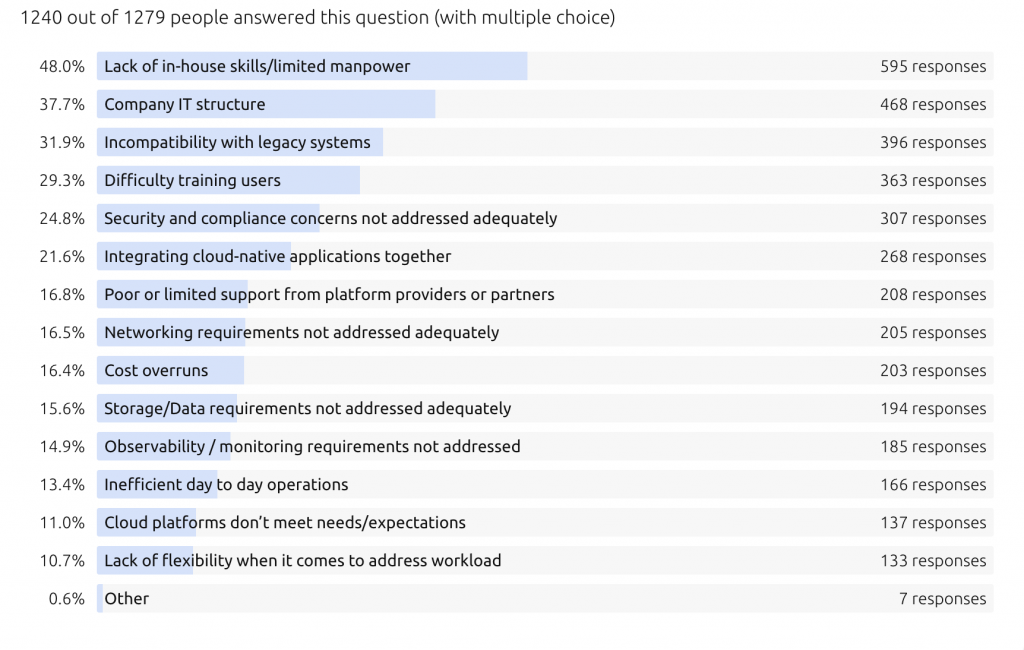 1240 out of 1279 people answered this question (with multiple choice)
48.0% Lack of in-house skills/limited manpower 595 responses
37.7% Company IT structure 468 responses
31.9% Incompatibility with legacy systems 396 responses
29.3% Difficulty training users 363 responses
24.8% Security and compliance concerns not addressed adequately 307 responses
21.6% Integrating cloud-native applications together 268 responses
16.8% Poor or limited support from platform providers or partners 208 responses
16.5% Networking requirements not addressed adequately 205 responses
16.4% Cost overruns 203 responses
15.6% Storage/Data requirements not addressed adequately 194 responses
14.9% Observability / monitoring requirements not addressed 185 responses
13.4% Inefficient day to day operations 166 responses
11.0% Cloud platforms don’t meet needs/expectations 137 responses
10.7% Lack of flexibility when it comes to address workload 133 responses
0.6% Other 7 responses